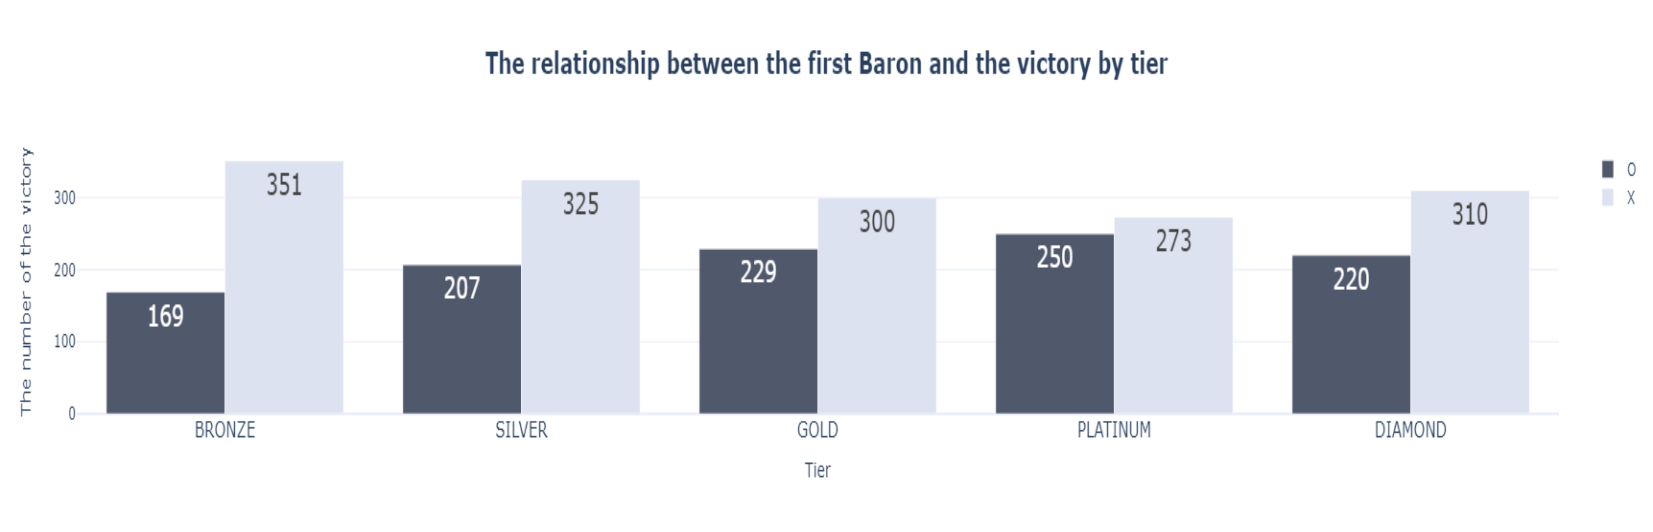 The relationship between the first Baron and the victory by tier
The number of the victory
300
200
100
0
351
325
300
273
310
169
207
229
250
220
O
X
BRONZE SILVER GOLD PLATINUM DIAMOND
Tier